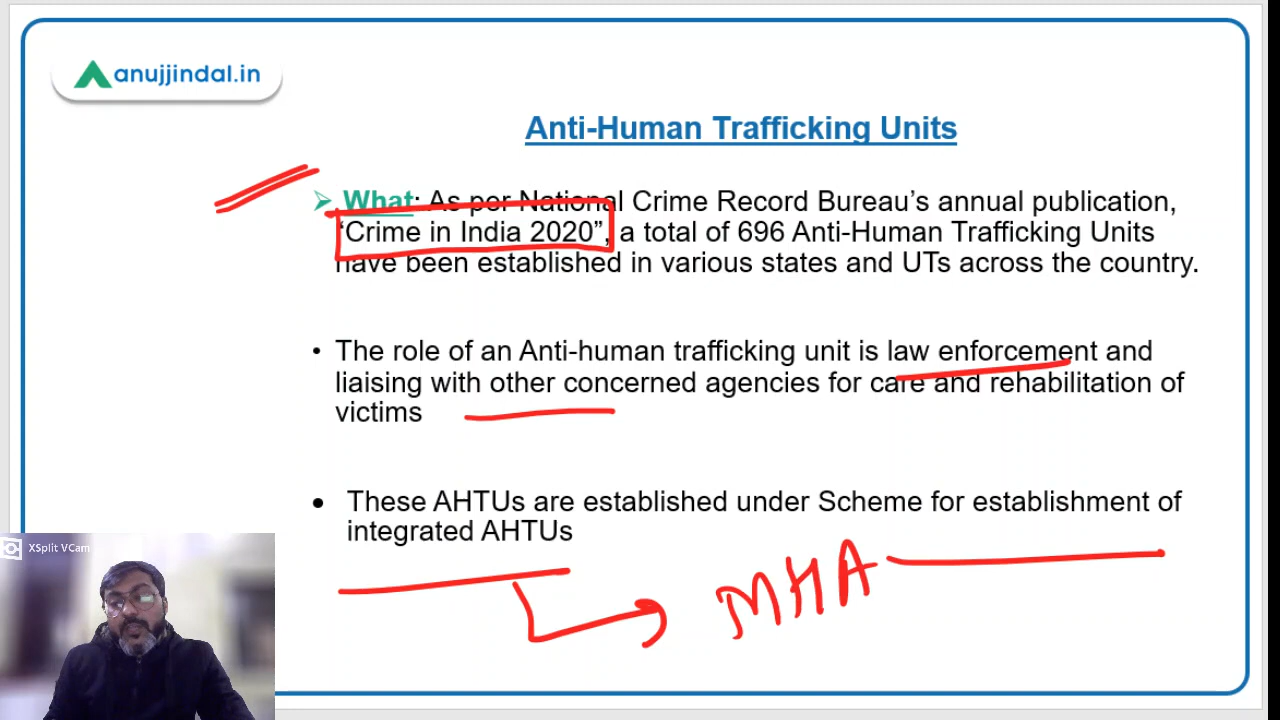 anujjindal.in
Anti-Human Trafficking Units
➢ What: As per National Crime Record Bureau’s annual publication,
“Crime in India 2020”, a total of 696 Anti-Human Trafficking Units
have been established in various states and UTs across the country.
• The role of an Anti-human trafficking unit is law enforcement and
liaising with other concerned agencies for care and rehabilitation of
victims
• These AHTUs are established under Scheme for establishment of
integrated AHTUs
MHA
XSplit VCam